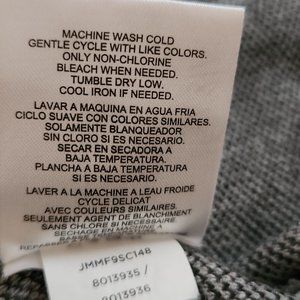 MACHINE WASH COLD
GENTLE CYCLE WITH LIKE COLORS.
ONLY NON-CHLORINE
BLEACH WHEN NEEDED.
TUMBLE DRY LOW.
COOL IRON IF NEEDED.
LAVAR A MAQUINA EN AGUA FRIA
CICLO SUAVE CON COLORES SIMILARES.
SOLAMENTE BLANQUEADOR
SIN CLORO SI ES NECESARIO.
SECAR EN SECADORA A
BAJA TEMPERATURA.
PLANCHA A BAJA TEMPERATURA
SI ES NECESARIO.
LAVER A LA MACHINE A L'EAU FROIDE
CYCLE DELICAT
AVEC COULEURS SIMILAIRES.
SEULEMENT AGENT DE BLANCHIMENT
SANS CHLORE SI NECESSAIRE.
JMMF9SC148
8013935 /
8013936